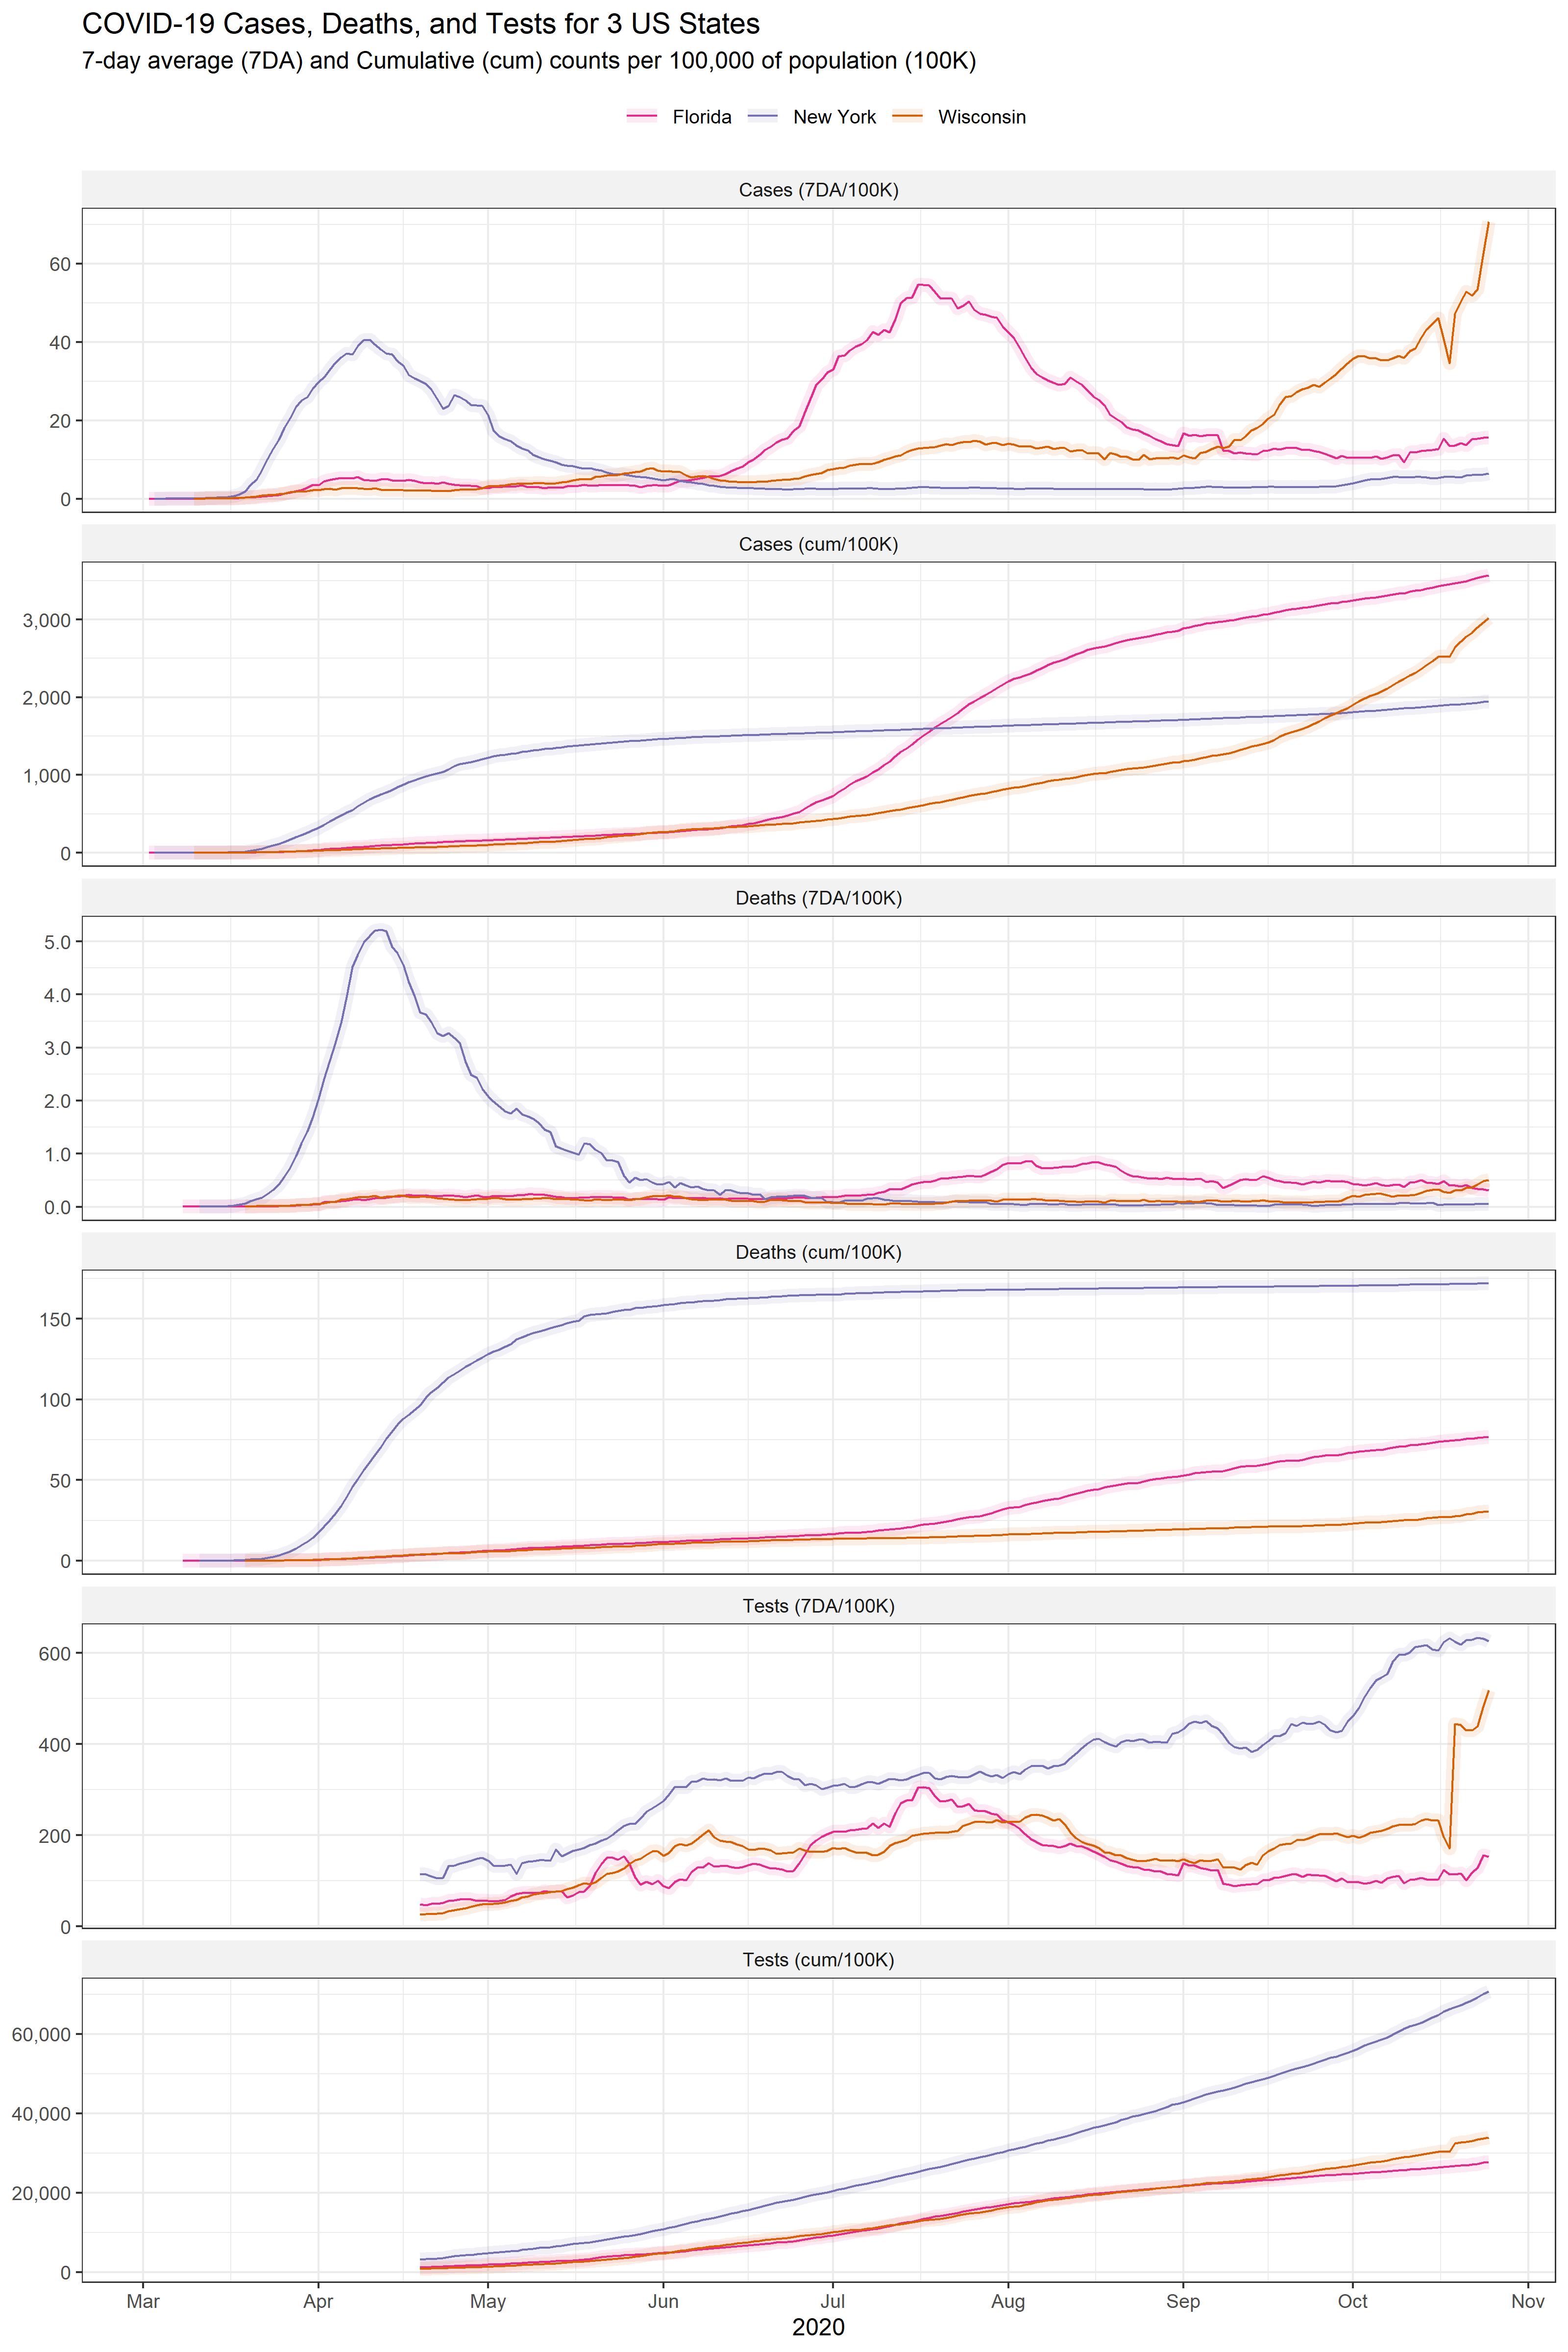 COVID-19 Cases, Deaths, and Tests for 3 US States
7-day average (7DA) and Cumulative (cum) counts per 100,000 of population (100K)
Florida New York Wisconsin
Cases (7DA/100K)
60
40
20
0
Cases (cum/100K)
3,000
2,000
1,000
0
Deaths (7DA/100K)
5.0
4.0
3.0
2.0
1.0
0.0
Deaths (cum/100K)
150
100
50
0
Tests (7DA/100K)
600
400
200
0
Tests (cum/100K)
60,000
40,000
20,000
0
Mar Apr May Jun Jul Aug Sep Oct Nov
2020